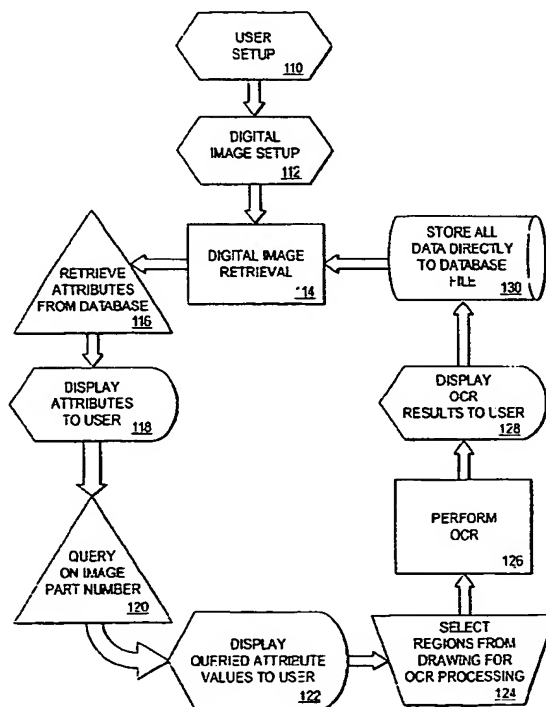 USER
SETUP
110
DIGITAL
IMAGE SETUP
112
DIGITAL IMAGE
RETRIEVAL
114
RETRIEVE
ATTRIBUTES
FROM DATABASE
116
DISPLAY
ATTRIBUTES
TO USER
118
QUERY
ON IMAGE
PART NUMBER
120
DISPLAY
QUERIED ATTRIBUTE
VALUES TO USER
122
SELECT
REGIONS FROM
DRAWING FOR
OCR PROCESSING
124
PERFORM
OCR
126
DISPLAY
OCR
RESULTS TO USER
128
STORE ALL
DATA DIRECTLY
TO DATABASE
FILE
130